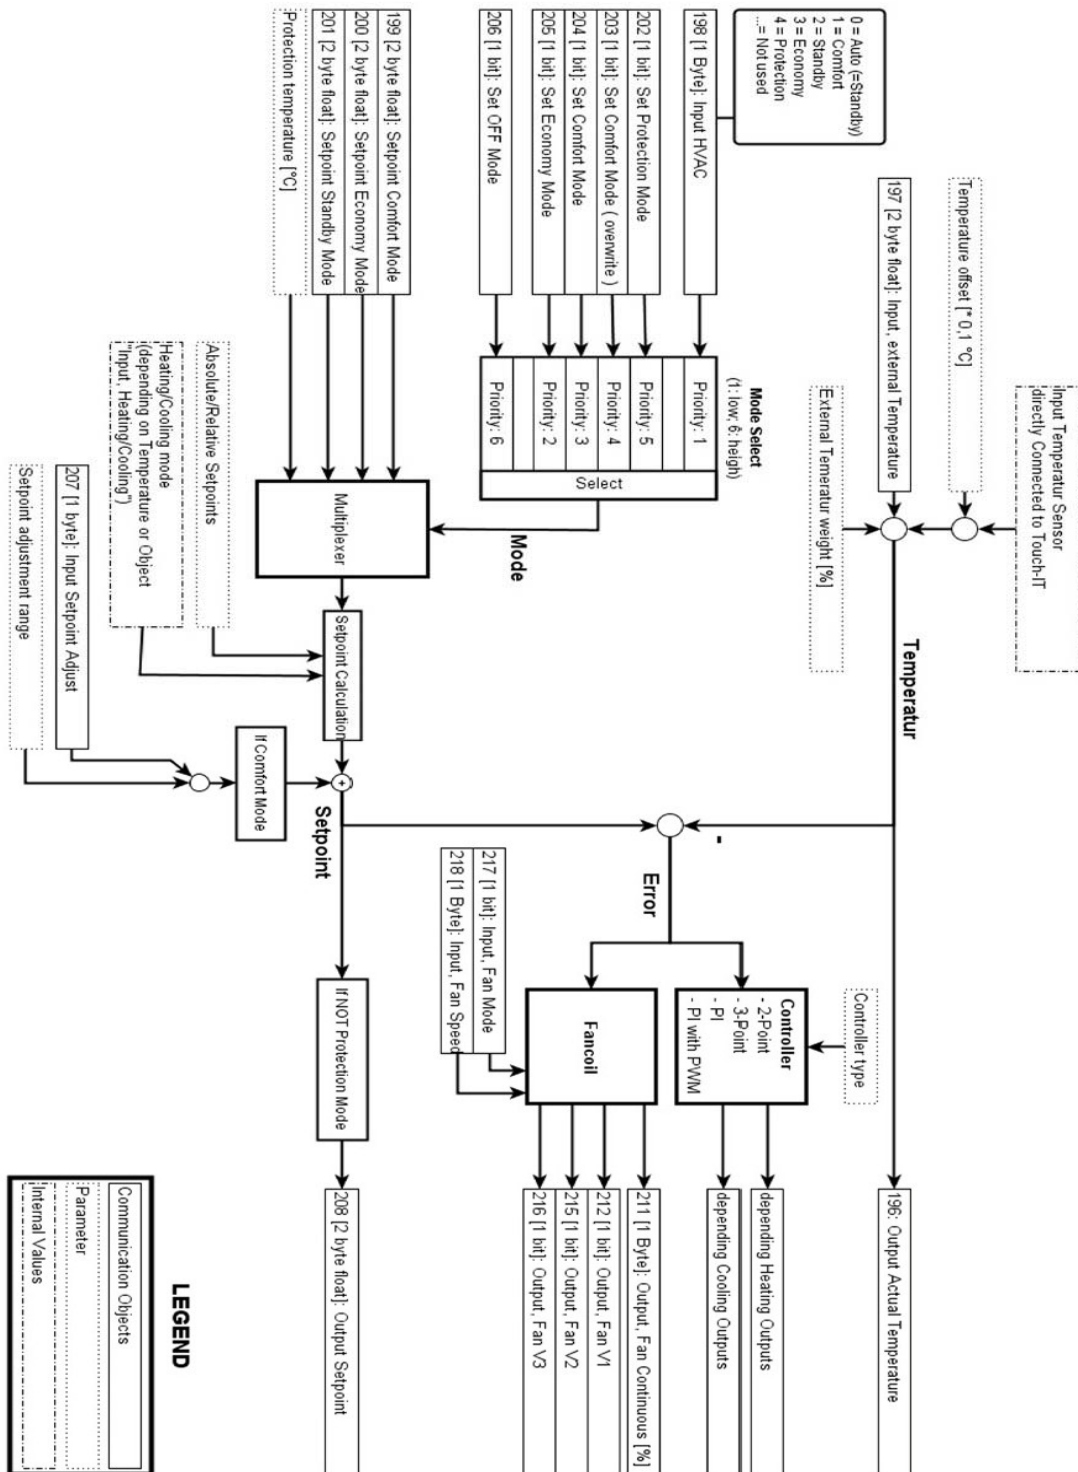 Input Temperatur Sensor
directly Connected to Touch-IT
Temperature offset [* 0,1 °C]
197 [2 byte float]: Input, external Temperature
External Temperatur weight [%]
Temperatur
196: Output Actual Temperature
0 = Auto (=Standby)
1 = Comfort
2 = Standby
3 = Economy
4 = Protection
...= Not used
198 [1 Byte]: Input HVAC
202 [1 bit]: Set Protection Mode
203 [1 bit]: Set Comfort Mode ( overwrite )
204 [1 bit]: Set Comfort Mode
205 [1 bit]: Set Economy Mode
206 [1 bit]: Set OFF Mode
Mode Select
(1: low; 6: heigh)
Priority: 1
Priority: 5
Priority: 4
Priority: 3
Priority: 2
Priority: 6
Select
Mode
Controller type
Controller
- 2-Point
- 3-Point
- PI
- PI with PWM
depending Heating Outputs
depending Cooling Outputs
-
Error
217 [1 bit]: Input, Fan Mode
218 [1 Byte]: Input, Fan Speed
Fancoil
211 [1 Byte]: Output, Fan Continuous [%]
212 [1 bit]: Output, Fan V1
215 [1 bit]: Output, Fan V2
216 [1 bit]: Output, Fan V3
199 [2 byte float]: Setpoint Comfort Mode
200 [2 byte float]: Setpoint Economy Mode
201 [2 byte float]: Setpoint Standby Mode
Protection temperature [°C]
Multiplexer
Setpoint Calculation
+
Setpoint
If NOT Protection Mode
208 [2 byte float]: Output Setpoint
Absolute/Relative Setpoints
Heating/Cooling mode
(depending on Temperature or Object
"Input, Heating/Cooling")
If Comfort Mode
207 [1 byte]: Input Setpoint Adjust
Setpoint adjustment range
LEGEND
Communication Objects
Parameter
Internal Values